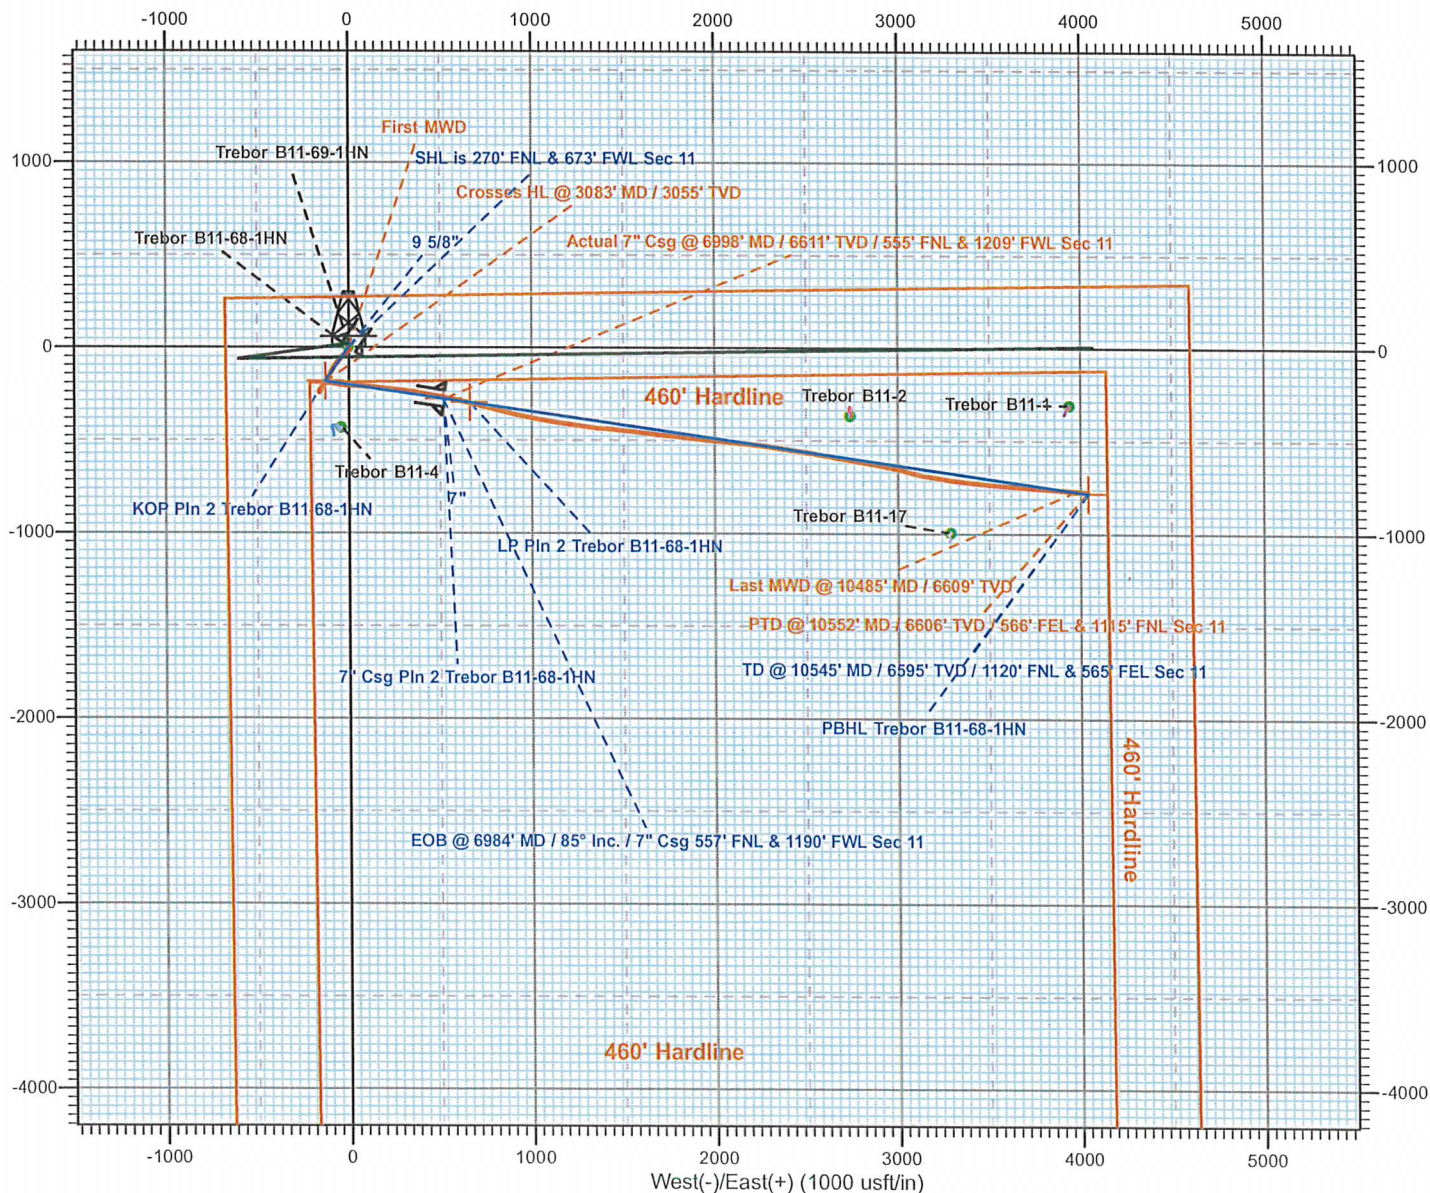 -1000 0 1000 2000 3000 4000 5000
First MWD
Trebor B11-69-1HN
SHL is 270' FNL & 673' FWL Sec 11
1000 1000
Crosses HL @ 3083' MD / 3055' TVD
Trebor B11-68-1HN
9 5/8"
Actual 7" Csg @ 6998' MD / 6611' TVD / 555' FNL & 1209' FWL Sec 11
0 0
460' Hardline
Trebor B11-2
Trebor B11-1
Trebor B11-4
7"
KOP Pln 2 Trebor B11-68-1HN
Trebor B11-17
-1000 -1000
LP Pln 2 Trebor B11-68-1HN
Last MWD @ 10485' MD / 6609' TVD
PTD @ 10552' MD / 6606' TVD / 566' FEL & 1115' FNL Sec 11
7" Csg Pln 2 Trebor B11-68-1HN
TD @ 10545' MD / 6595' TVD / 1120' FNL & 565' FEL Sec 11
-2000 -2000
PBHL Trebor B11-68-1HN
460' Hardline
EOB @ 6984' MD / 85° Inc. / 7" Csg 557' FNL & 1190' FWL Sec 11
-3000 -3000
460' Hardline
-4000 -4000
-1000 0 1000 2000 3000 4000 5000
West(-)/East(+) (1000 usft/in)